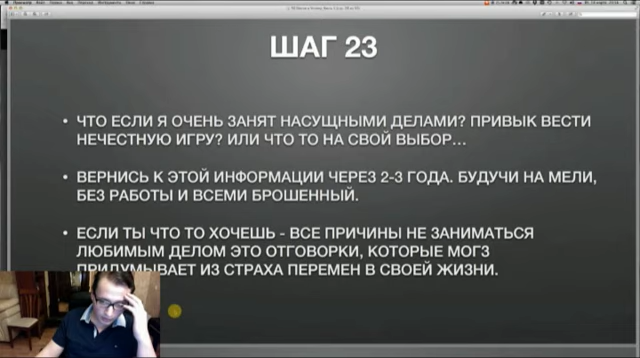 ШАГ 23
• ЧТО ЕСЛИ Я ОЧЕНЬ ЗАНЯТ НАСУЩНЫМИ ДЕЛАМИ? ПРИВЫК ВЕСТИ
НЕЧЕСТНУЮ ИГРУ? ИЛИ ЧТО ТО НА СВОЙ ВЫБОР...
• ВЕРНИСЬ К ЭТОЙ ИНФОРМАЦИИ ЧЕРЕЗ 2-3 ГОДА. БУДУЧИ НА МЕЛИ,
БЕЗ РАБОТЫ И ВСЕМИ БРОШЕННЫЙ.
• ЕСЛИ ТЫ ЧТО ТО ХОЧЕШЬ - ВСЕ ПРИЧИНЫ НЕ ЗАНИМАТЬСЯ
ЛЮБИМЫМ ДЕЛОМ ЭТО ОТГОВОРКИ, КОТОРЫЕ МОГЗ
ПРИДУМЫВАЕТ ИЗ СТРАХА ПЕРЕМЕН В СВОЕЙ ЖИЗНИ.